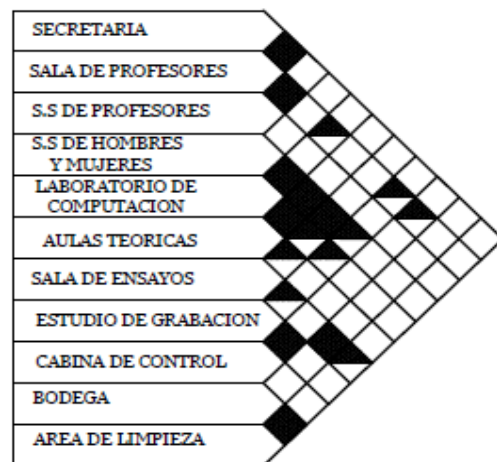 SECRETARIA
SALA DE PROFESORES
S.S DE PROFESORES
S.S DE HOMBRES
Y MUJERES
LABORATORIO DE
COMPUTACION
AULAS TEORICAS
SALA DE ENSAYOS
ESTUDIO DE GRABACION
CABINA DE CONTROL
BODEGA
AREA DE LIMPIEZA